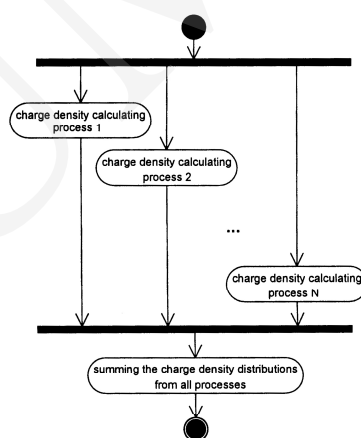 charge density calculating
process 1
charge density calculating
process 2
...
charge density calculating
process N
summing the charge density distributions
from all processes